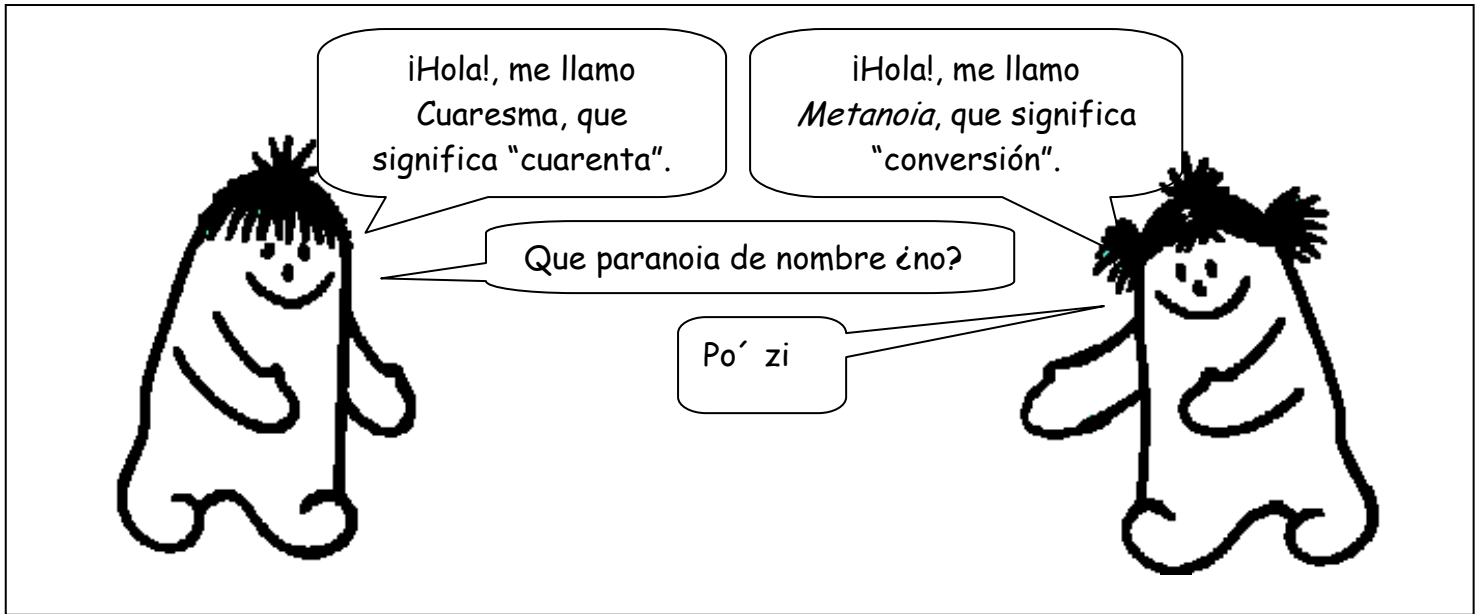 ¡Hola!, me llamo
Cuaresma, que
significa “cuarenta”.
¡Hola!, me llamo
Metanoia, que significa
“conversión”.
Que paranoia de nombre ¿no?
Po´ zi